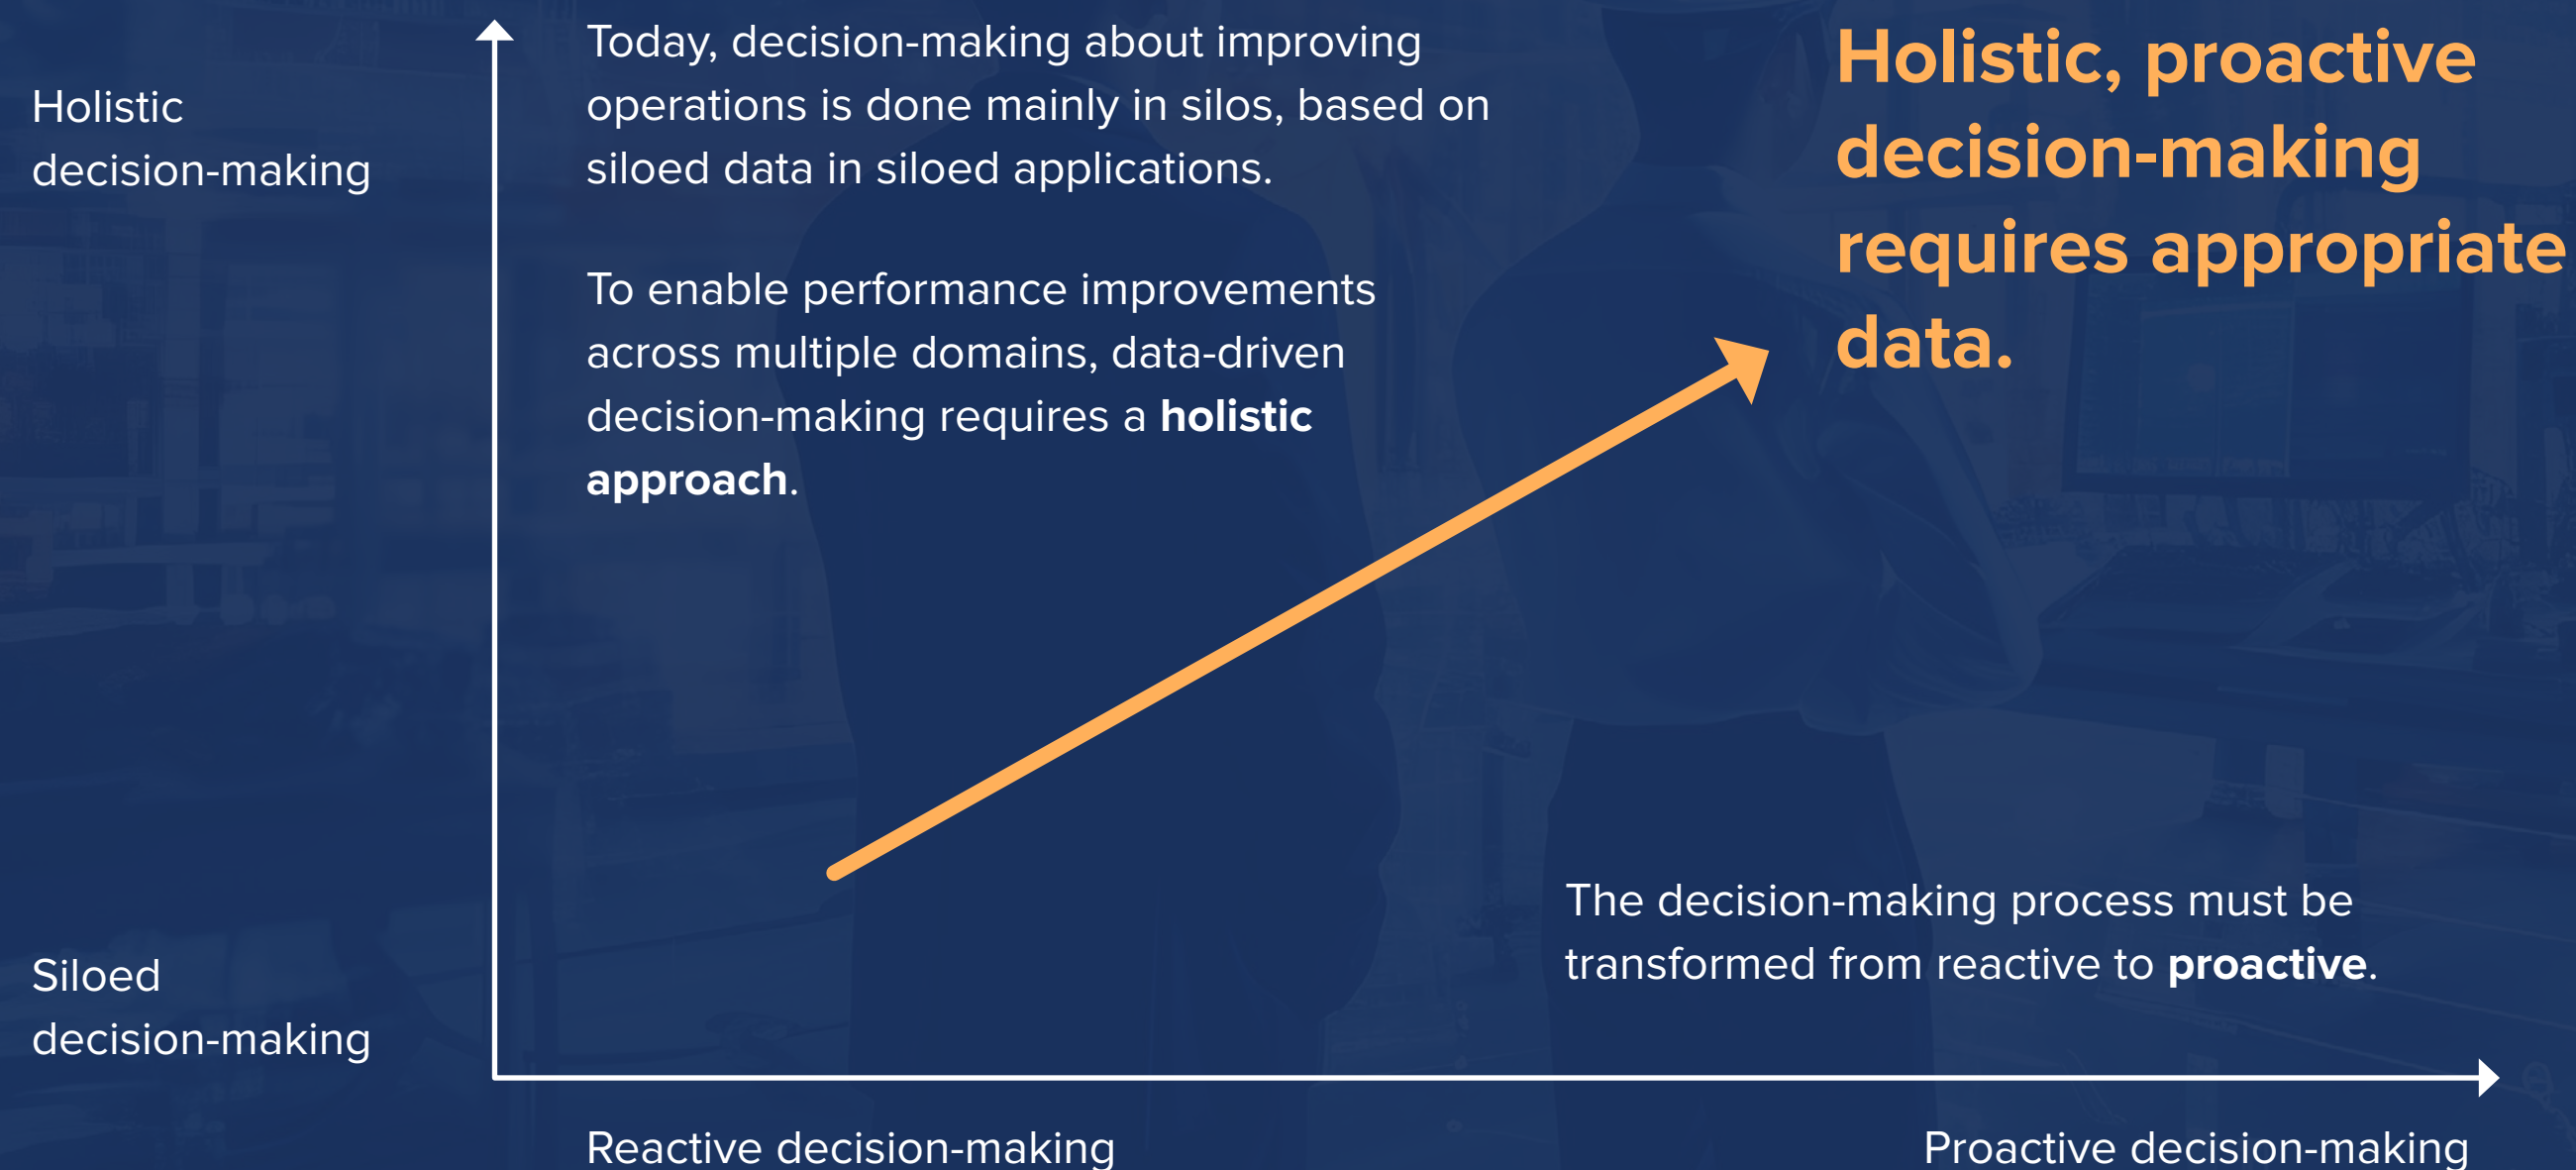 Holistic
decision-making
Today, decision-making about improving
operations is done mainly in silos, based on
siloed data in siloed applications.
To enable performance improvements
across multiple domains, data-driven
decision-making requires a holistic
approach.
Holistic, proactive
decision-making
requires appropriate
data.
The decision-making process must be
transformed from reactive to proactive.
Siloed
decision-making
Reactive decision-making
Proactive decision-making